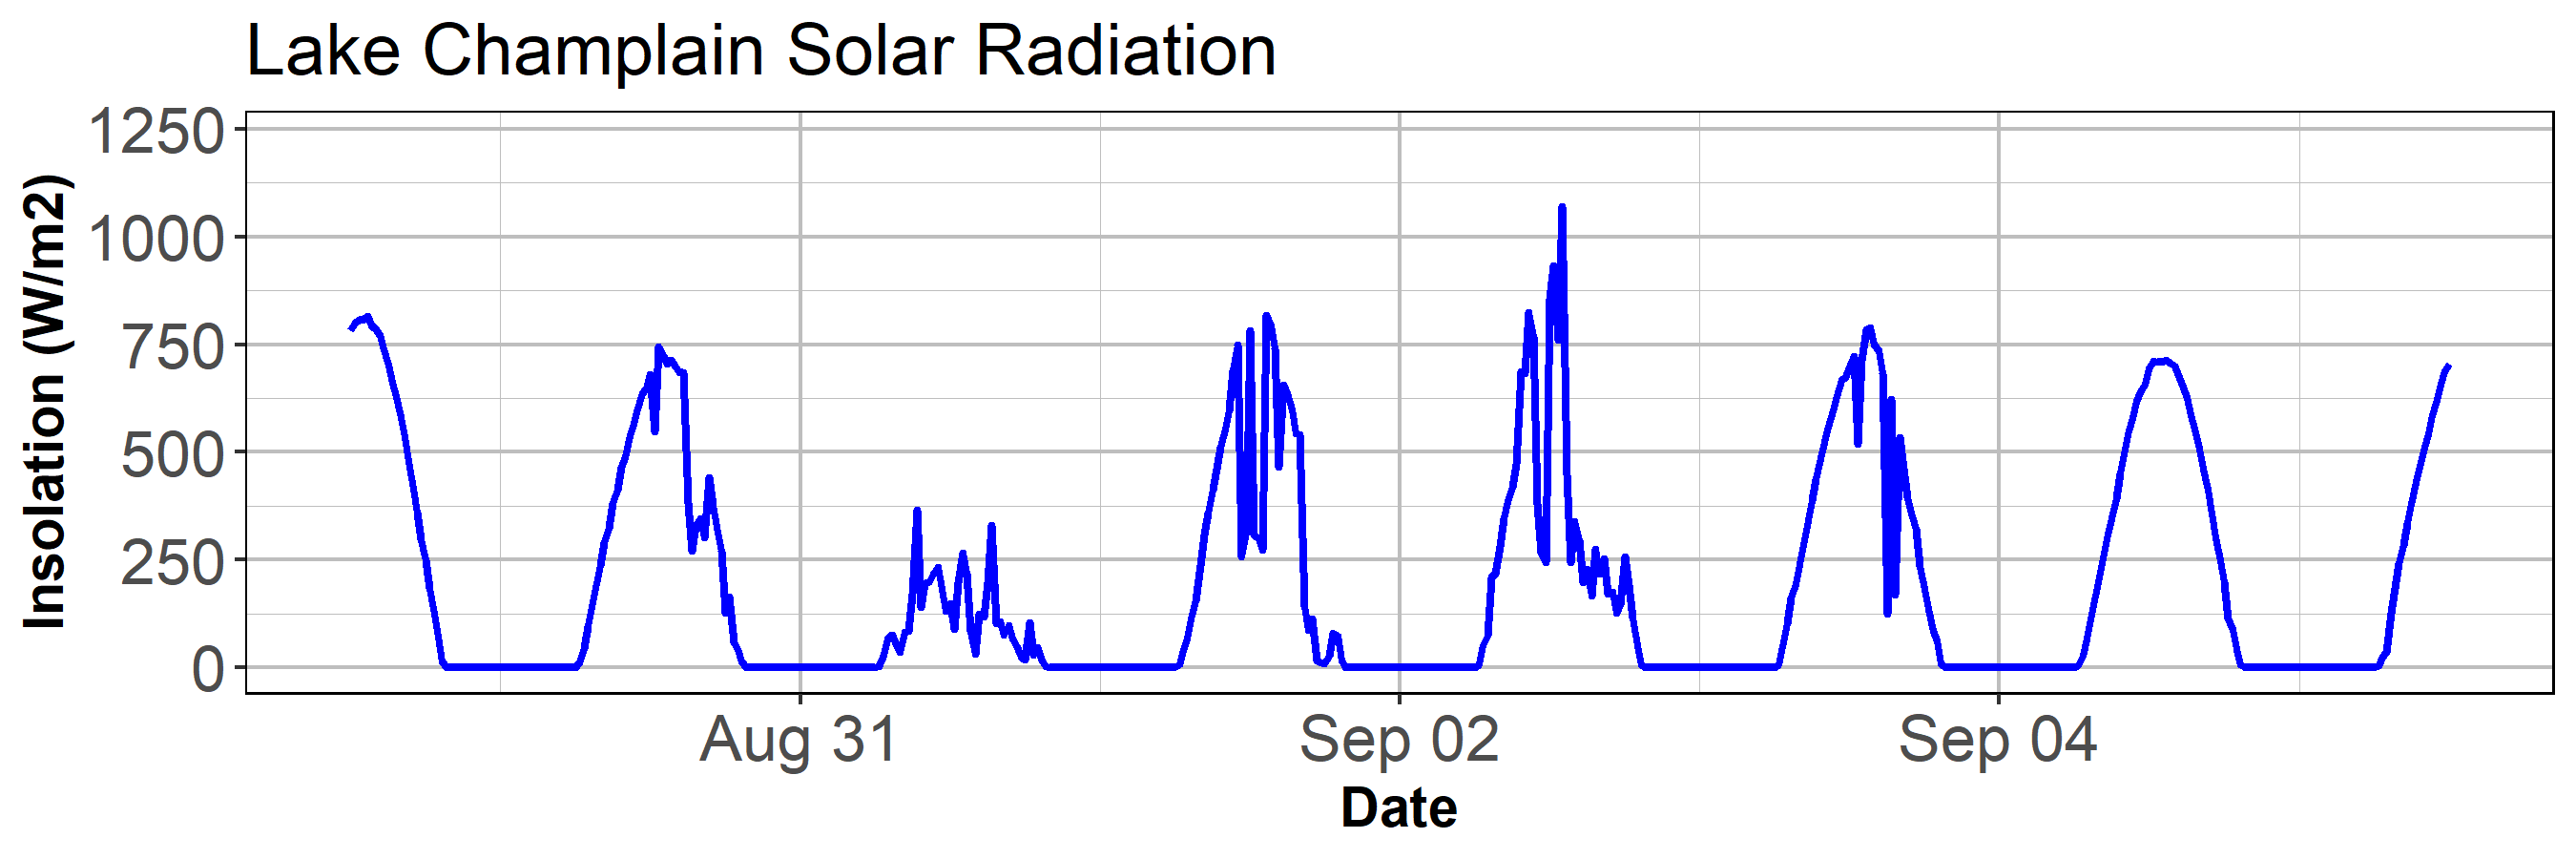 Lake Champlain Solar Radiation
Insolation (W/m2)
1250
1000
750
500
250
0
Aug 31
Sep 02
Sep 04
Date